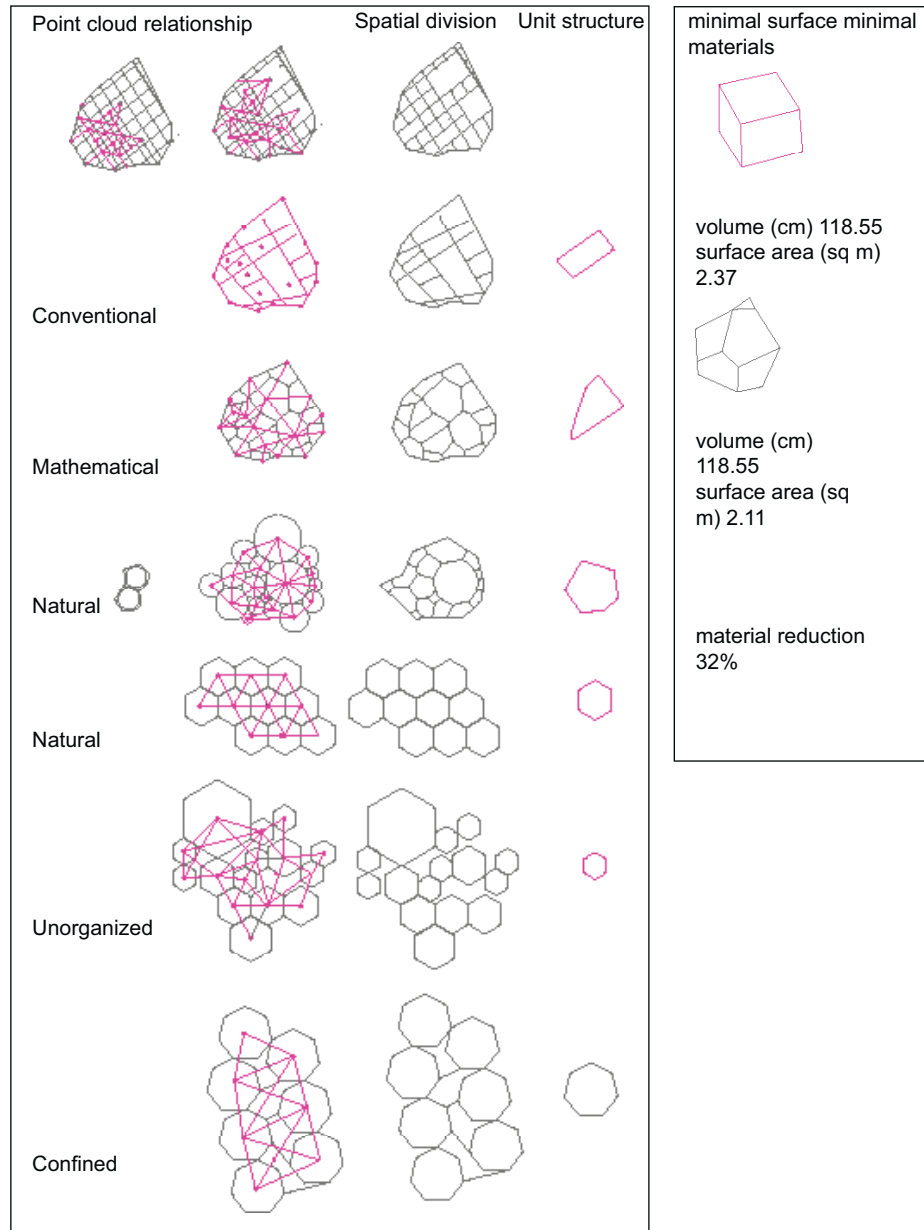 Point cloud relationship
Spatial division
Unit structure
Conventional
Mathematical
Natural
Natural
Unorganized
Confined
minimal surface minimal
materials
volume (cm) 118.55
surface area (sq m)
2.37
volume (cm)
118.55
surface area (sq
m) 2.11
material reduction
32%